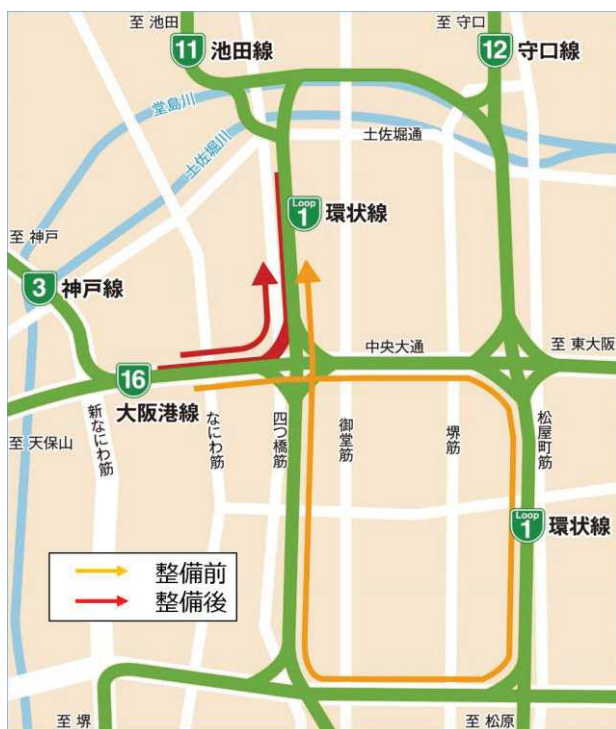 至 池田
至 守口
11 池田線
12 守口線
堂島川
土佐堀川
土佐堀通
Loop
1 環状線
至 神戸
3 神戸線
中央大通
至 東大阪
16
大阪港線
至 天保山
新なにわ筋
なにわ筋
四つ橋筋
御堂筋
堺筋
松屋町筋
Loop
1 環状線
整備前
整備後
至 堺
至 松原